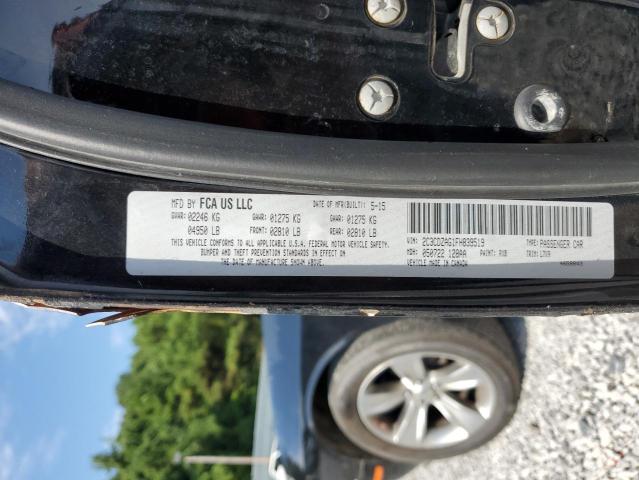 MFD BY FCA US LLC DATE OF MFR(BUILT): 5-15
GVWR: 02246 KG GAWR: 01275 KG GAWR: 01275 KG
04950 LB FRONT: 02810 LB REAR: 02810 LB
THIS VEHICLE CONFORMS TO ALL APPLICABLE U.S.A. FEDERAL MOTOR VEHICLE SAFETY,
BUMPER AND THEFT PREVENTION STANDARDS IN EFFECT ON
THE DATE OF MANUFACTURE SHOWN ABOVE.
VIN: 2C3CDZAG1FH839519 TYPE: PASSENGER CAR
MDH: 050722 128AA PAINT: TRIM:
VEHICLE MADE IN CANADA